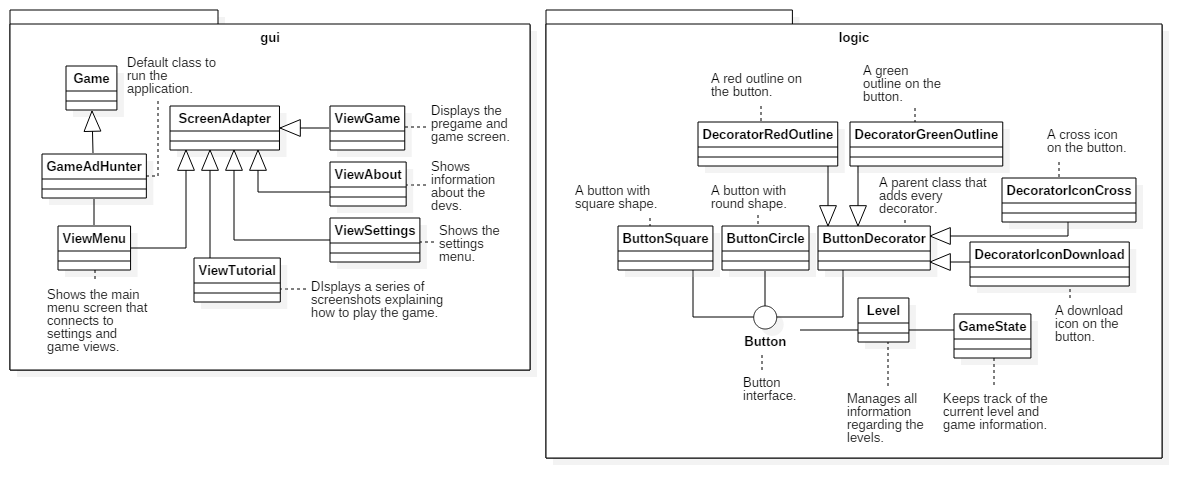 gui
Game
Default class to
run the
application.
ScreenAdapter
ViewGame
Displays the
pregame and
game screen.
GameAdHunter
ViewAbout
Shows
information
about the
devs.
ViewMenu
ViewSettings
Shows the
settings
menu.
ViewTutorial
Shows the main
menu screen that
connects to
settings and
game views.
DIsplays a series of
screenshots explaining
how to play the game.
logic
A red outline on
the button.
A green
outline on the
button.
DecoratorRedOutline
DecoratorGreenOutline
A cross icon
on the button.
A button with
square shape.
A button with
round shape.
A parent class that
adds every
decorator.
DecoratorIconCross
ButtonSquare
ButtonCircle
ButtonDecorator
DecoratorIconDownload
Level
GameState
A download
icon on the
button.
Button
Button
interface.
Manages all
information
regarding the
levels.
Keeps track of the
current level and
game information.